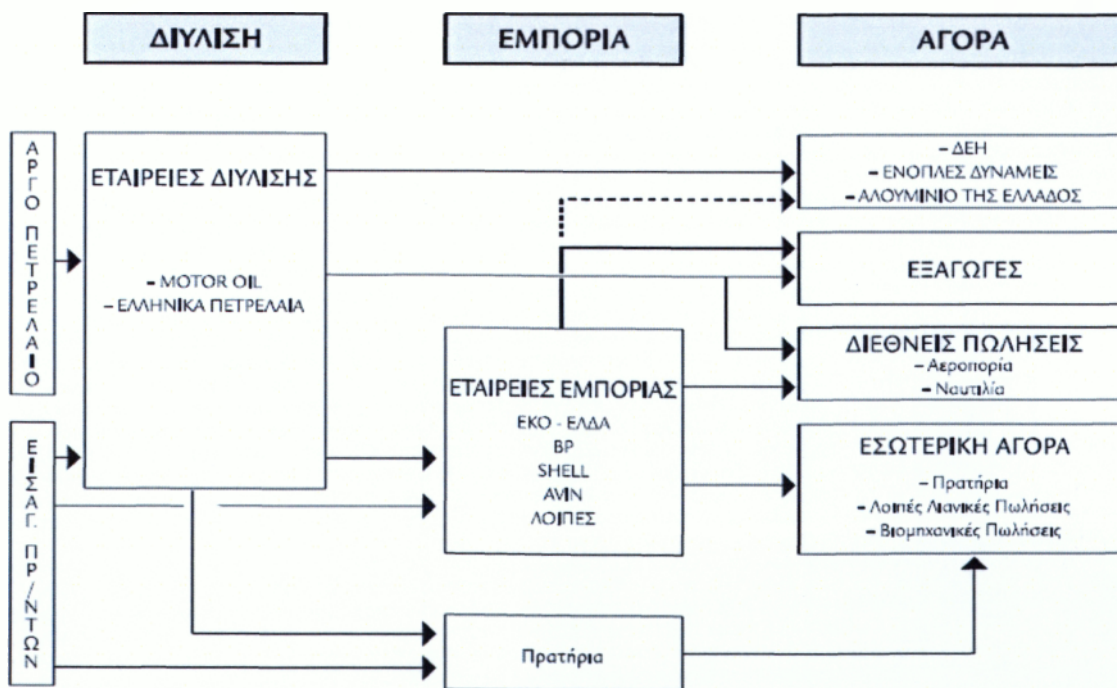 ΔΙΥΛΙΣΗ
ΕΜΠΟΡΙΑ
ΑΓΟΡΑ
ΑΡΓΟ ΠΕΤΡΕΛΑΙΟ
ΕΙΣΑΓ. ΠΡ/ΝΤΩΝ
ΕΤΑΙΡΕΙΕΣ ΔΙΥΛΙΣΗΣ
– MOTOR OIL
– ΕΛΛΗΝΙΚΑ ΠΕΤΡΕΛΑΙΑ
ΕΤΑΙΡΕΙΕΣ ΕΜΠΟΡΙΑΣ
ΕΚΟ - ΕΛΔΑ
BP
SHELL
AVIN
ΛΟΙΠΕΣ
Πρατήρια
– ΔΕΗ
– ΕΝΟΠΛΕΣ ΔΥΝΑΜΕΙΣ
– ΑΛΟΥΜΙΝΙΟ ΤΗΣ ΕΛΛΑΔΟΣ
ΕΞΑΓΩΓΕΣ
ΔΙΕΘΝΕΙΣ ΠΩΛΗΣΕΙΣ
– Αεροπορία
– Ναυτιλία
ΕΣΩΤΕΡΙΚΗ ΑΓΟΡΑ
– Πρατήρια
– Λοιπές Λιανικές Πωλήσεις
– Βιομηχανικές Πωλήσεις